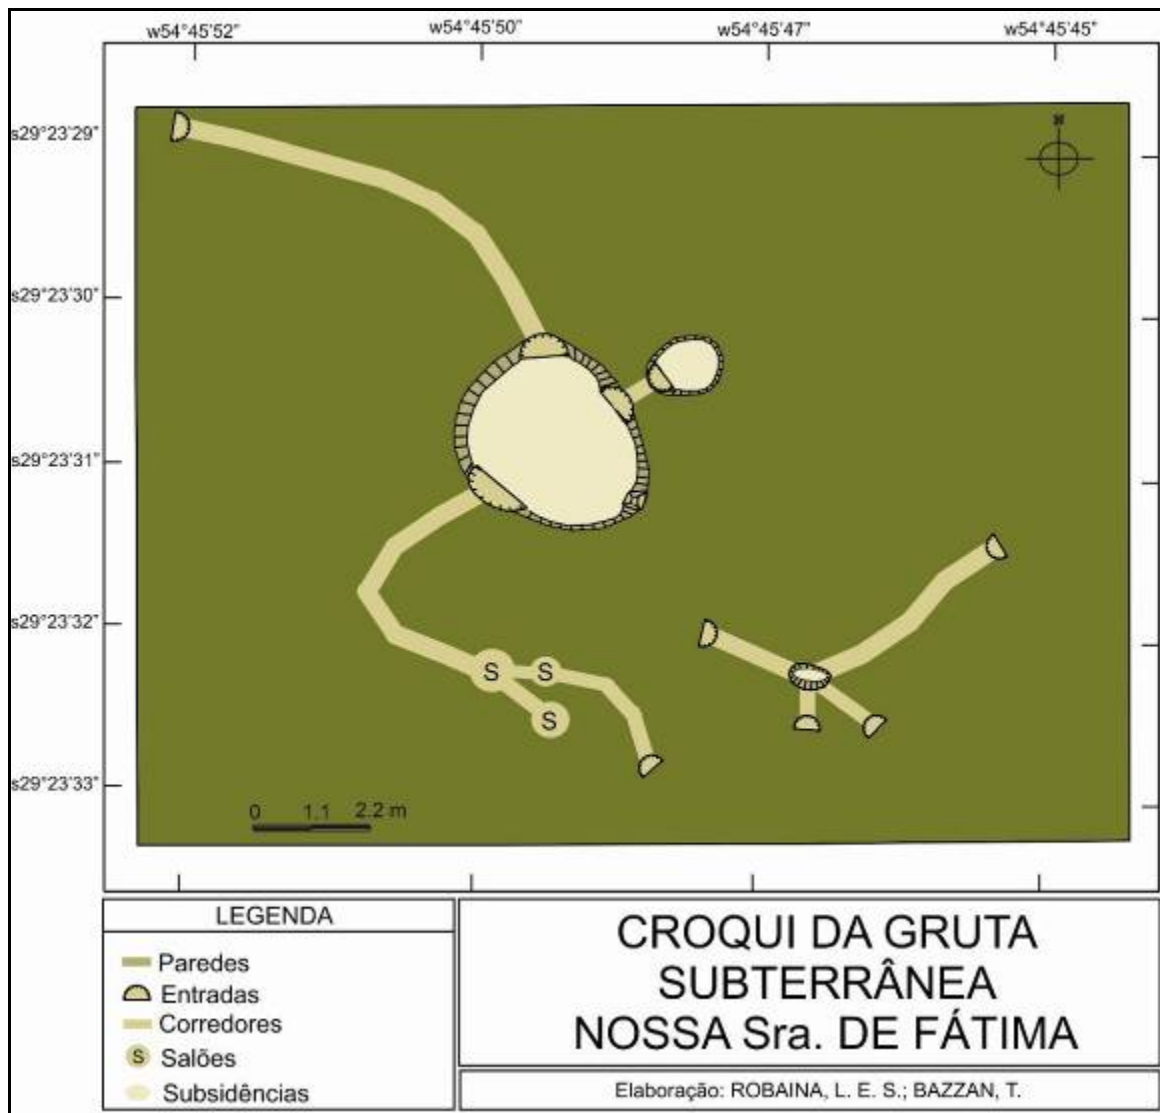 w54°45'52" w54°45'50" w54°45'47" w54°45'45"
s29°23'29"
s29°23'30"
s29°23'31"
s29°23'32"
S S
S
s29°23'33"
0 1.1 2.2 m
LEGENDA
Paredes
Entradas
Corredores
S Salões
Subsidências
CROQUI DA GRUTA
SUBTERRÂNEA
NOSSA Sra. DE FÁTIMA
Elaboração: ROBAINA, L. E. S.; BAZZAN, T.